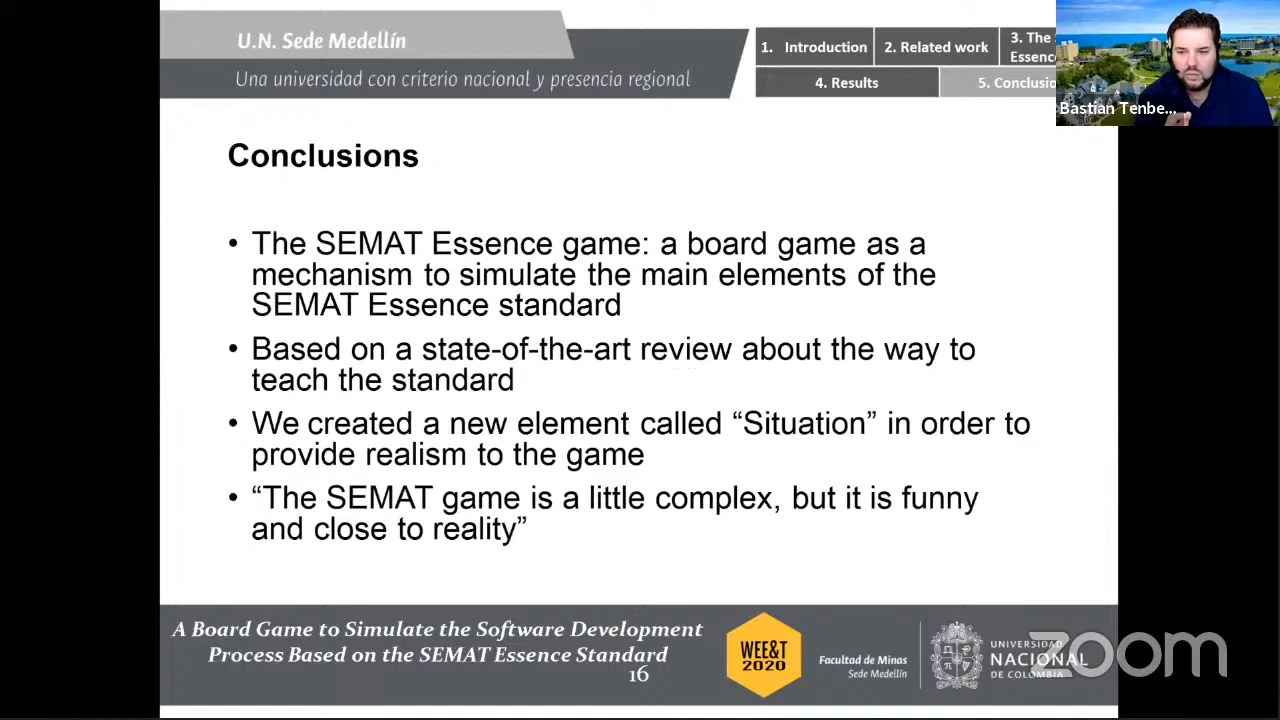 U.N. Sede Medellín
Una universidad con criterio nacional y presencia regional
1. Introduction
2. Related work
3. The
Essence
4. Results
5. Conclusio
Bastian Tenbe...
Conclusions
• The SEMAT Essence game: a board game as a
mechanism to simulate the main elements of the
SEMAT Essence standard
• Based on a state-of-the-art review about the way to
teach the standard
• We created a new element called “Situation” in order to
provide realism to the game
• “The SEMAT game is a little complex, but it is funny
and close to reality”
A Board Game to Simulate the Software Development
Process Based on the SEMAT Essence Standard
16
WEE&T
2020
Facultad de Minas
Sede Medellín
UNIVERSIDAD
NACIONAL
DE COLOMBIA
zoom